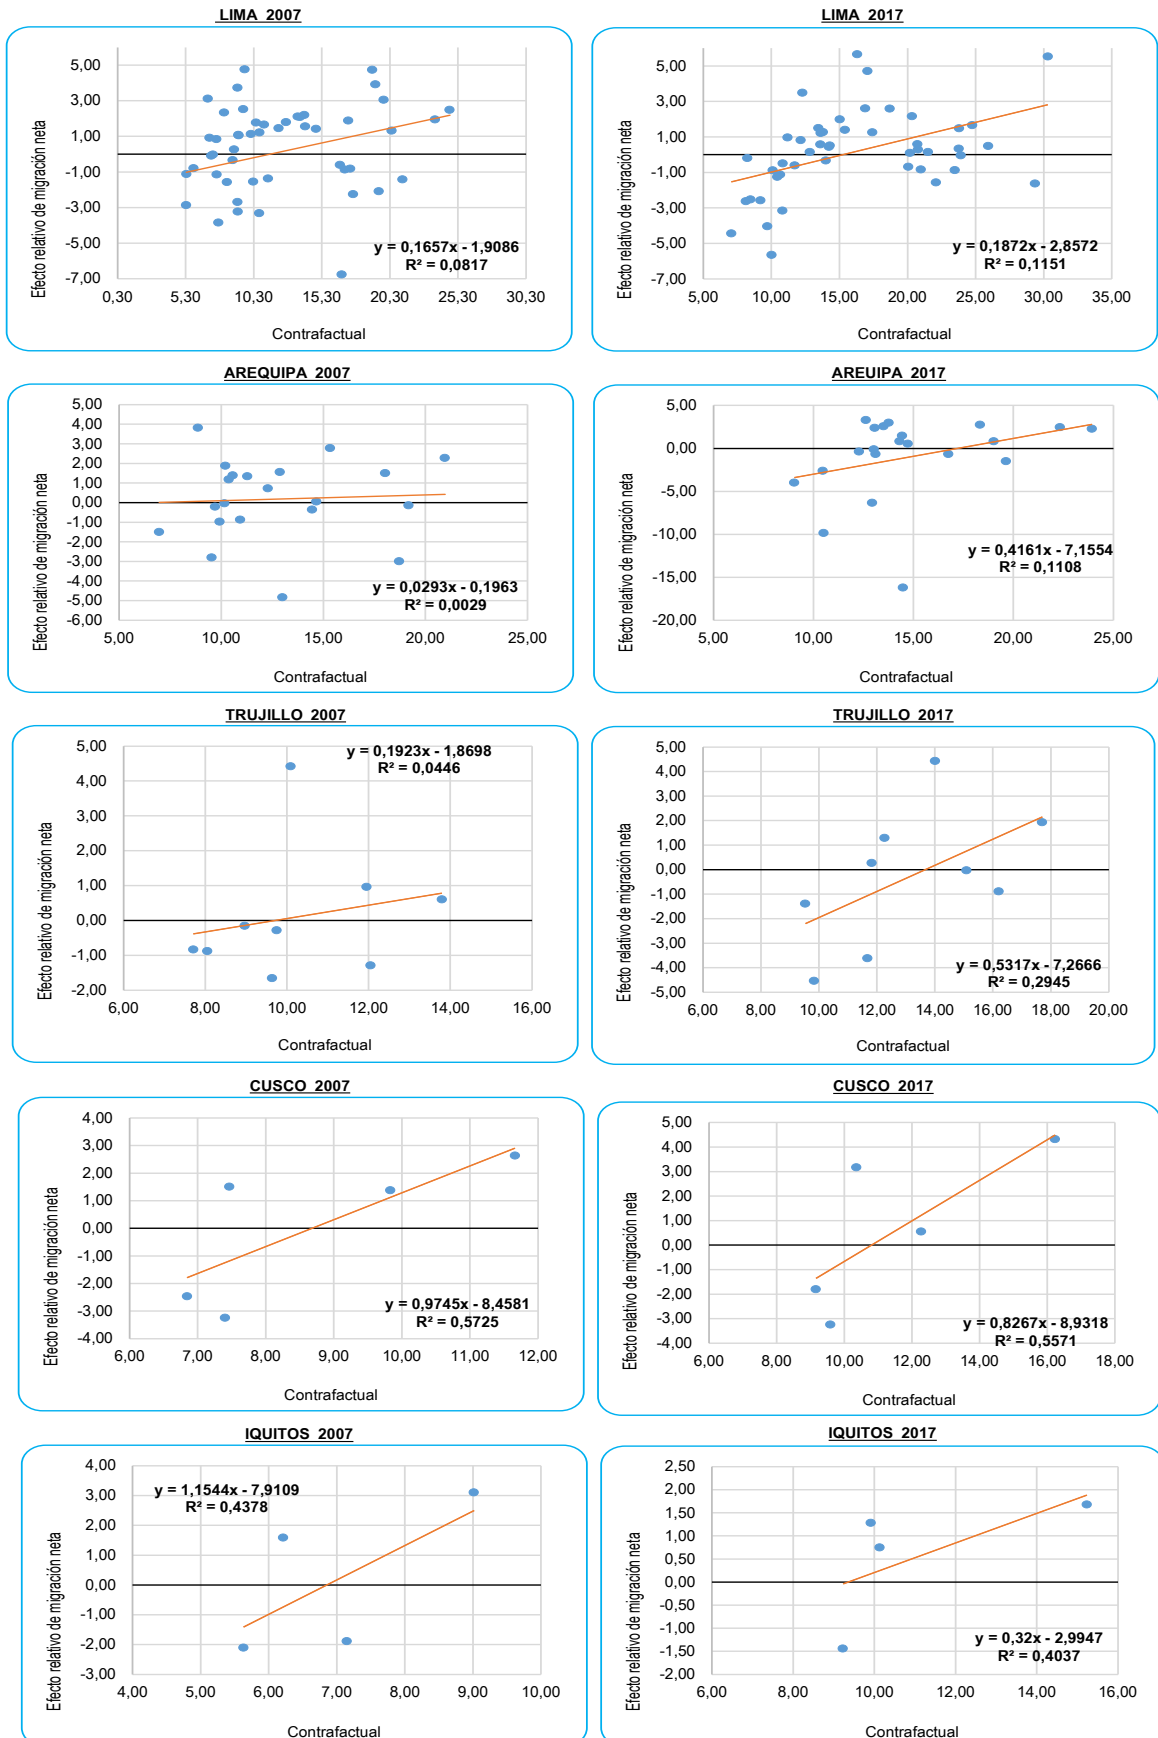 LIMA 2007
Efecto relativo de migración neta
5,00
3,00
1,00
-1,00
-3,00
-5,00
-7,00
y = 0,1657x - 1,9086
R² = 0,0817
0,30 5,30 10,30 15,30 20,30 25,30 30,30
Contrafactual
LIMA 2017
Efecto relativo de migración neta
5,00
3,00
1,00
-1,00
-3,00
-5,00
-7,00
y = 0,1872x - 2,8572
R² = 0,1151
5,00 10,00 15,00 20,00 25,00 30,00 35,00
Contrafactual
AREQUIPA 2007
Efecto relativo de migración neta
5,00
4,00
3,00
2,00
1,00
0,00
-1,00
-2,00
-3,00
-4,00
-5,00
-6,00
y = 0,0293x - 0,1963
R² = 0,0029
5,00 10,00 15,00 20,00 25,00
Contrafactual
AREUIPA 2017
Efecto relativo de migración neta
5,00
0,00
-5,00
-10,00
-15,00
-20,00
y = 0,4161x - 7,1554
R² = 0,1108
5,00 10,00 15,00 20,00 25,00
Contrafactual
TRUJILLO 2007
Efecto relativo de migración neta
5,00
4,00
3,00
2,00
1,00
0,00
-1,00
-2,00
y = 0,1923x - 1,8698
R² = 0,0446
6,00 8,00 10,00 12,00 14,00 16,00
Contrafactual
TRUJILLO 2017
Efecto relativo de migración neta
5,00
4,00
3,00
2,00
1,00
0,00
-1,00
-2,00
-3,00
-4,00
-5,00
y = 0,5317x - 7,2666
R² = 0,2945
6,00 8,00 10,00 12,00 14,00 16,00 18,00 20,00
Contrafactual
CUSCO 2007
Efecto relativo de migración neta
4,00
3,00
2,00
1,00
0,00
-1,00
-2,00
-3,00
-4,00
y = 0,9745x - 8,4581
R² = 0,5725
6,00 7,00 8,00 9,00 10,00 11,00 12,00
Contrafactual
CUSCO 2017
Efecto relativo de migración neta
5,00
4,00
3,00
2,00
1,00
0,00
-1,00
-2,00
-3,00
-4,00
y = 0,8267x - 8,9318
R² = 0,5571
6,00 8,00 10,00 12,00 14,00 16,00 18,00
Contrafactual
IQUITOS 2007
Efecto relativo de migración neta
4,00
3,00
2,00
1,00
0,00
-1,00
-2,00
-3,00
y = 1,1544x - 7,9109
R² = 0,4378
4,00 5,00 6,00 7,00 8,00 9,00 10,00
Contrafactual
IQUITOS 2017
Efecto relativo de migración neta
2,50
2,00
1,50
1,00
0,50
0,00
-0,50
-1,00
-1,50
-2,00
y = 0,32x - 2,9947
R² = 0,4037
6,00 8,00 10,00 12,00 14,00 16,00
Contrafactual